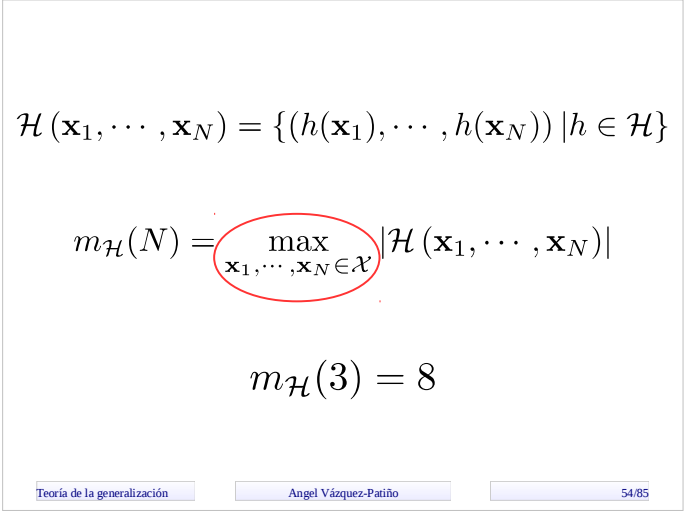 ℋ(𝐱₁, ⋯ , 𝐱_N) = {(h(𝐱₁), ⋯ , h(𝐱_N)) | h ∈ ℋ}
m_ℋ(N) = max_{𝐱₁, ⋯ , 𝐱_N ∈ 𝒳} |ℋ(𝐱₁, ⋯ , 𝐱_N)|
m_ℋ(3) = 8
Teoría de la generalización Angel Vázquez-Patiño 54/85